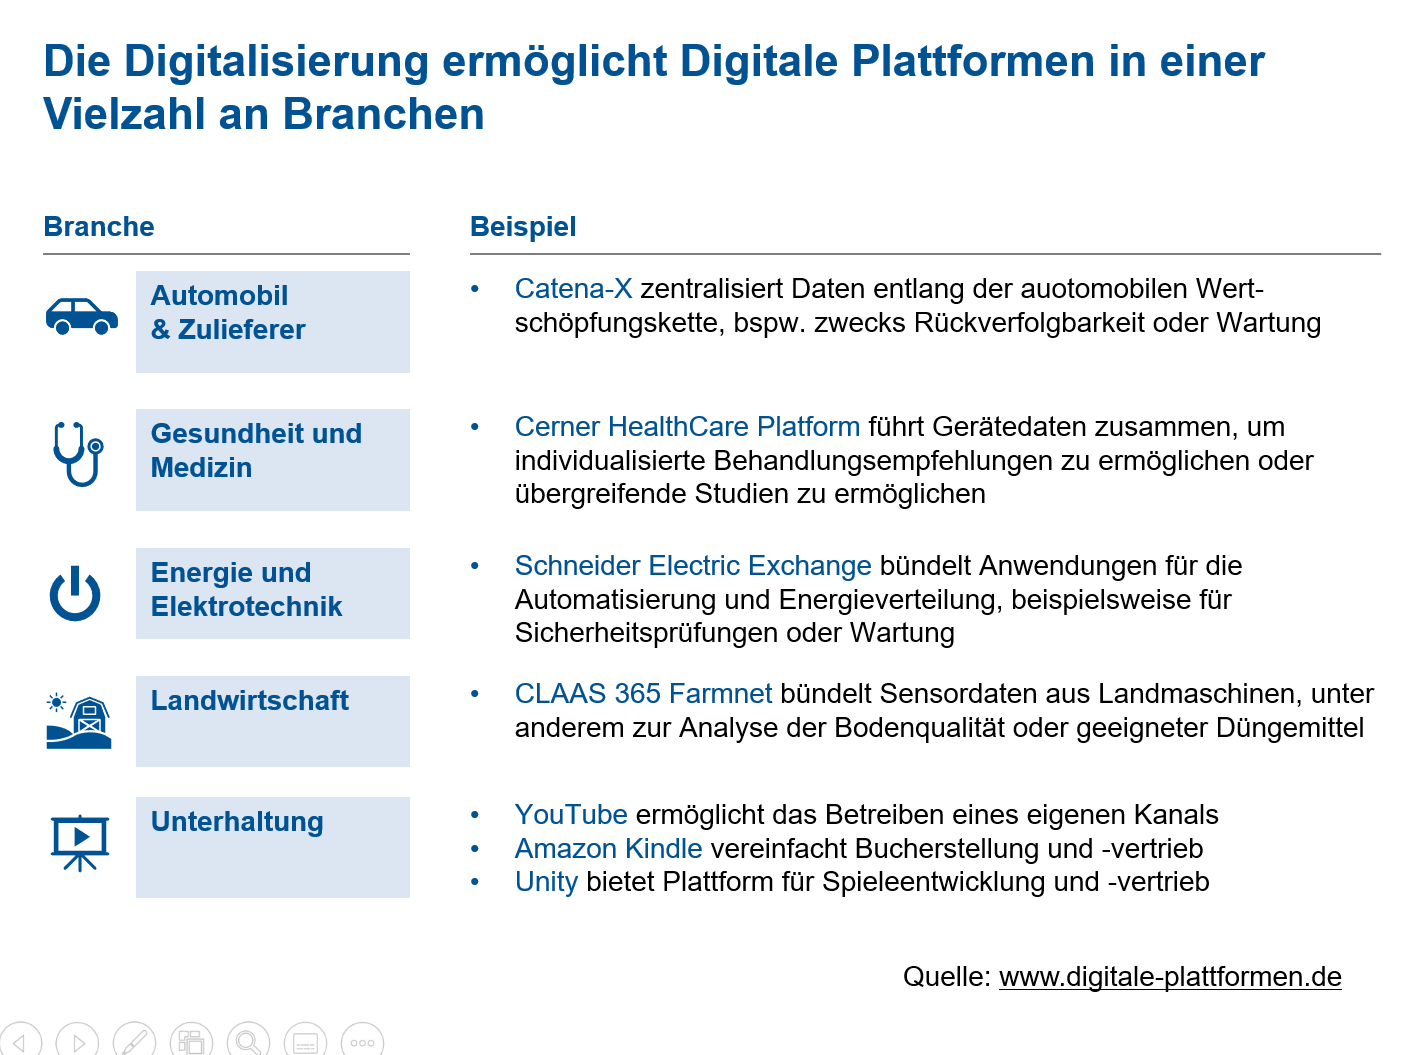 Die Digitalisierung ermöglicht Digitale Plattformen in einer
Vielzahl an Branchen
Branche
Beispiel
Automobil
& Zulieferer
• Catena-X zentralisiert Daten entlang der auotomobilen Wert-
schöpfungskette, bspw. zwecks Rückverfolgbarkeit oder Wartung
Gesundheit und
Medizin
• Cerner HealthCare Platform führt Gerätedaten zusammen, um
individualisierte Behandlungsempfehlungen zu ermöglichen oder
übergreifende Studien zu ermöglichen
Energie und
Elektrotechnik
• Schneider Electric Exchange bündelt Anwendungen für die
Automatisierung und Energieverteilung, beispielsweise für
Sicherheitsprüfungen oder Wartung
Landwirtschaft
• CLAAS 365 Farmnet bündelt Sensordaten aus Landmaschinen, unter
anderem zur Analyse der Bodenqualität oder geeigneter Düngemittel
Unterhaltung
• YouTube ermöglicht das Betreiben eines eigenen Kanals
• Amazon Kindle vereinfacht Bucherstellung und -vertrieb
• Unity bietet Plattform für Spieleentwicklung und -vertrieb
Quelle: www.digitale-plattformen.de